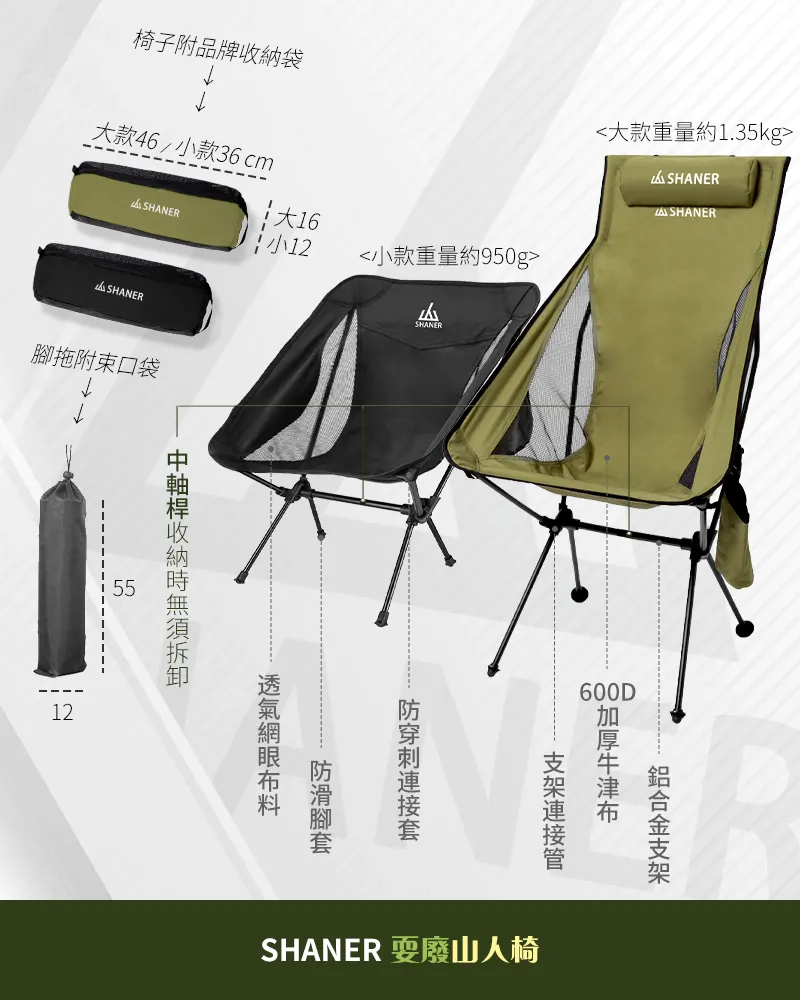 椅子附品牌收納袋
大款46／小款36 cm
SHANER
大16
小12
SHANER
腳拖附束口袋
55
12
<小款重量約950g>
SHANER
<大款重量約1.35kg>
SHANER
SHANER
中軸桿收納時無須拆卸
透氣網眼布料
防滑腳套
防穿刺連接套
支架連接管
600D
加厚牛津布
鋁合金支架
SHANER
SHANER 耍廢山人椅